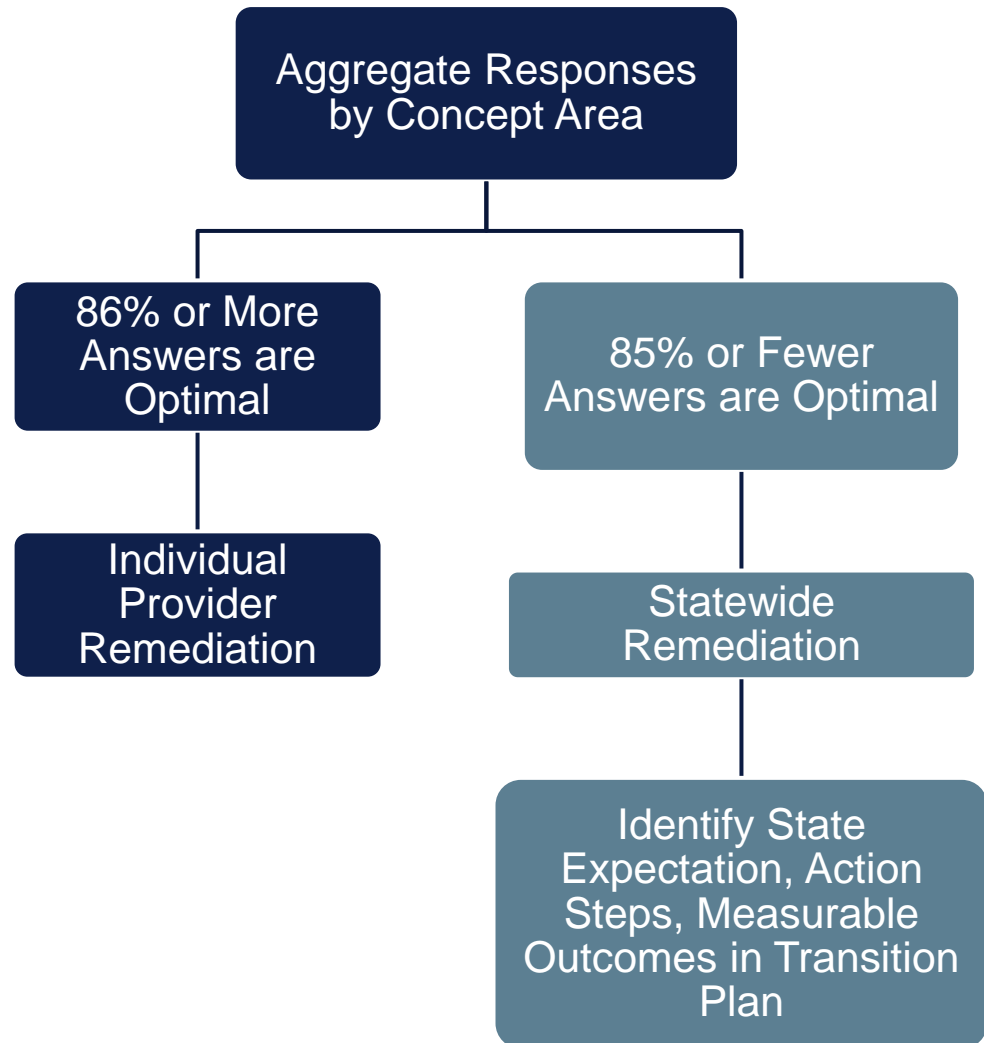 Aggregate Responses
by Concept Area
86% or More
Answers are
Optimal
85% or Fewer
Answers are Optimal
Individual
Provider
Remediation
Statewide
Remediation
Identify State
Expectation, Action
Steps, Measurable
Outcomes in Transition
Plan